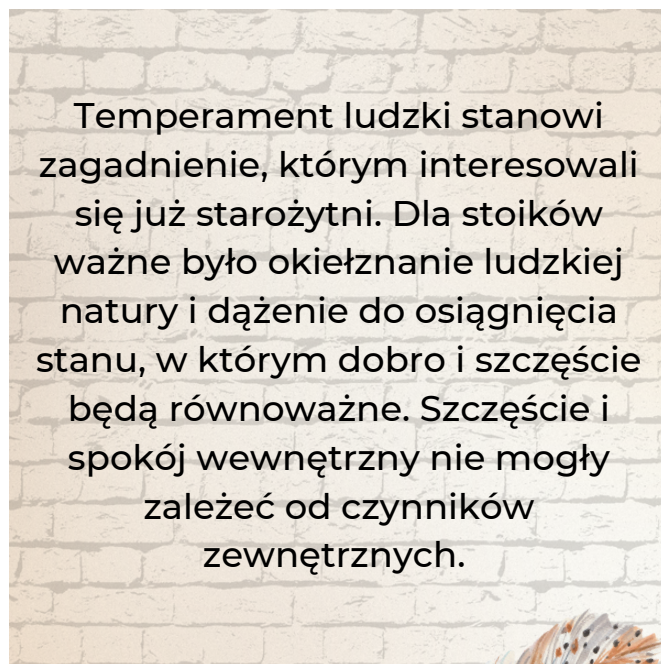 Temperament ludzki stanowi
zagadnienie, którym interesowali
się już starożytni. Dla stoików
ważne było okiełznanie ludzkiej
natury i dążenie do osiągnięcia
stanu, w którym dobro i szczęście
będą równoważne. Szczęście i
spokój wewnętrzny nie mogły
zależeć od czynników
zewnętrznych.